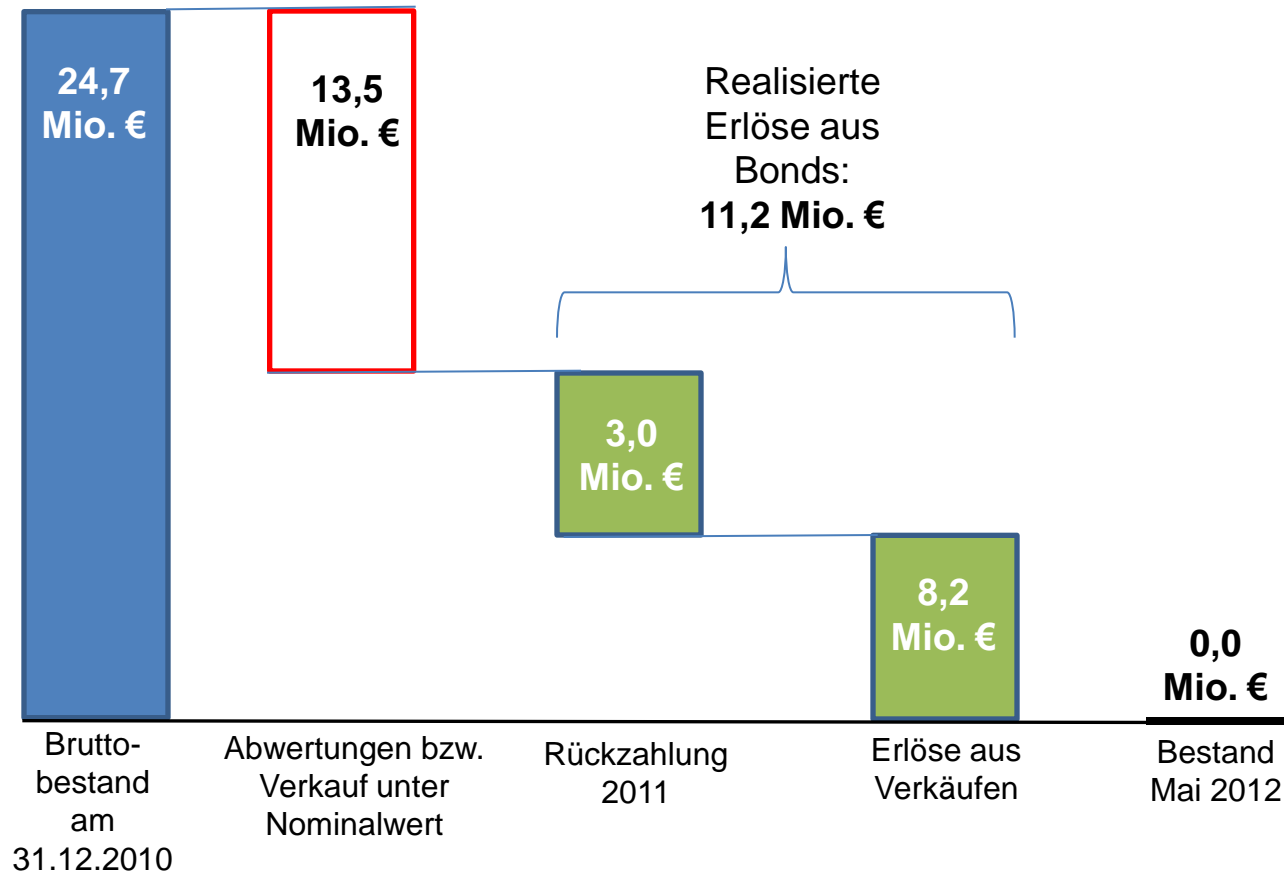 24,7
Mio. €
13,5
Mio. €
Realisierte
Erlöse aus
Bonds:
11,2 Mio. €
3,0
Mio. €
8,2
Mio. €
0,0
Mio. €
Brutto-
bestand
am
31.12.2010
Abwertungen bzw.
Verkauf unter
Nominalwert
Rückzahlung
2011
Erlöse aus
Verkäufen
Bestand
Mai 2012